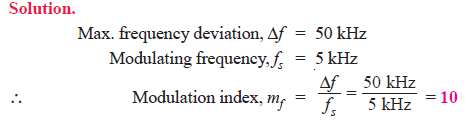 Solution.
Max. frequency deviation, Δf = 50 kHz
Modulating frequency, fₛ = 5 kHz
∴ Modulation index, m_f = Δf/fₛ = 50 kHz/5 kHz = 10